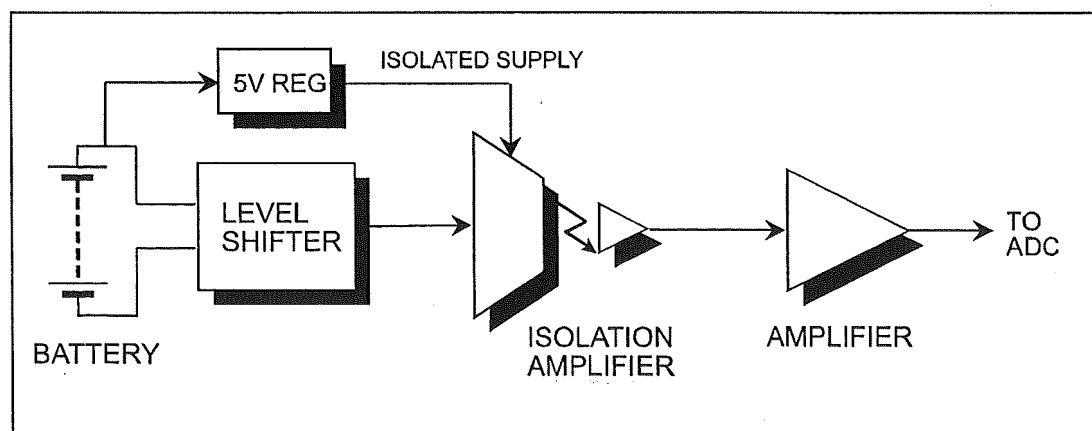 5V REG
ISOLATED SUPPLY
LEVEL
SHIFTER
TO
ADC
BATTERY
ISOLATION
AMPLIFIER
AMPLIFIER